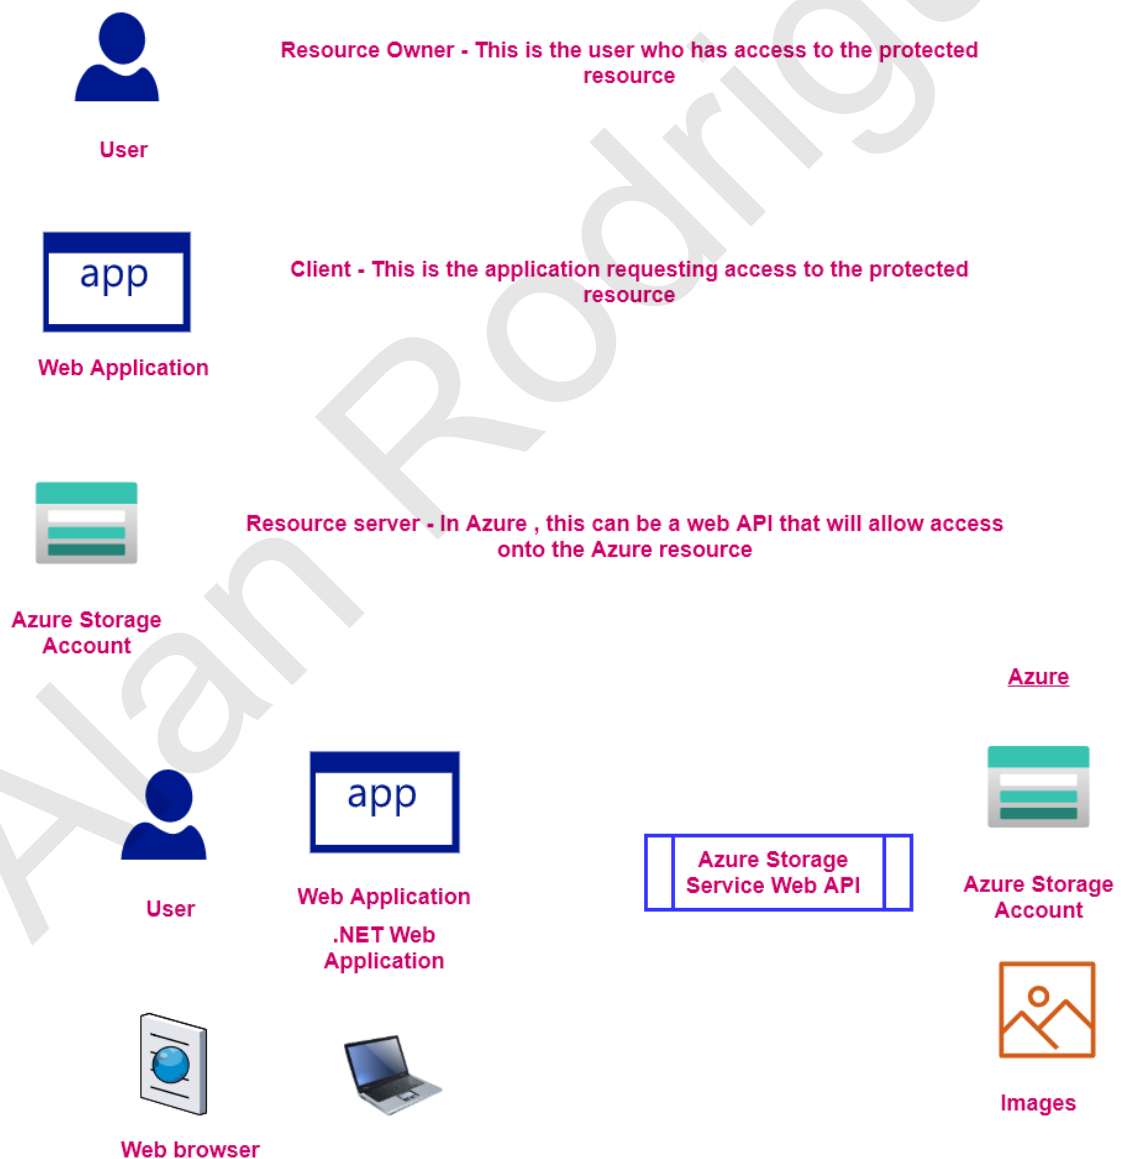 Resource Owner - This is the user who has access to the protected
resource
User
app
Client - This is the application requesting access to the protected
resource
Web Application
Resource server - In Azure , this can be a web API that will allow access
onto the Azure resource
Azure Storage
Account
Azure
app
Azure Storage
Service Web API
Azure Storage
Account
User
Web Application
.NET Web
Application
Images
Web browser
Alan Rodrig